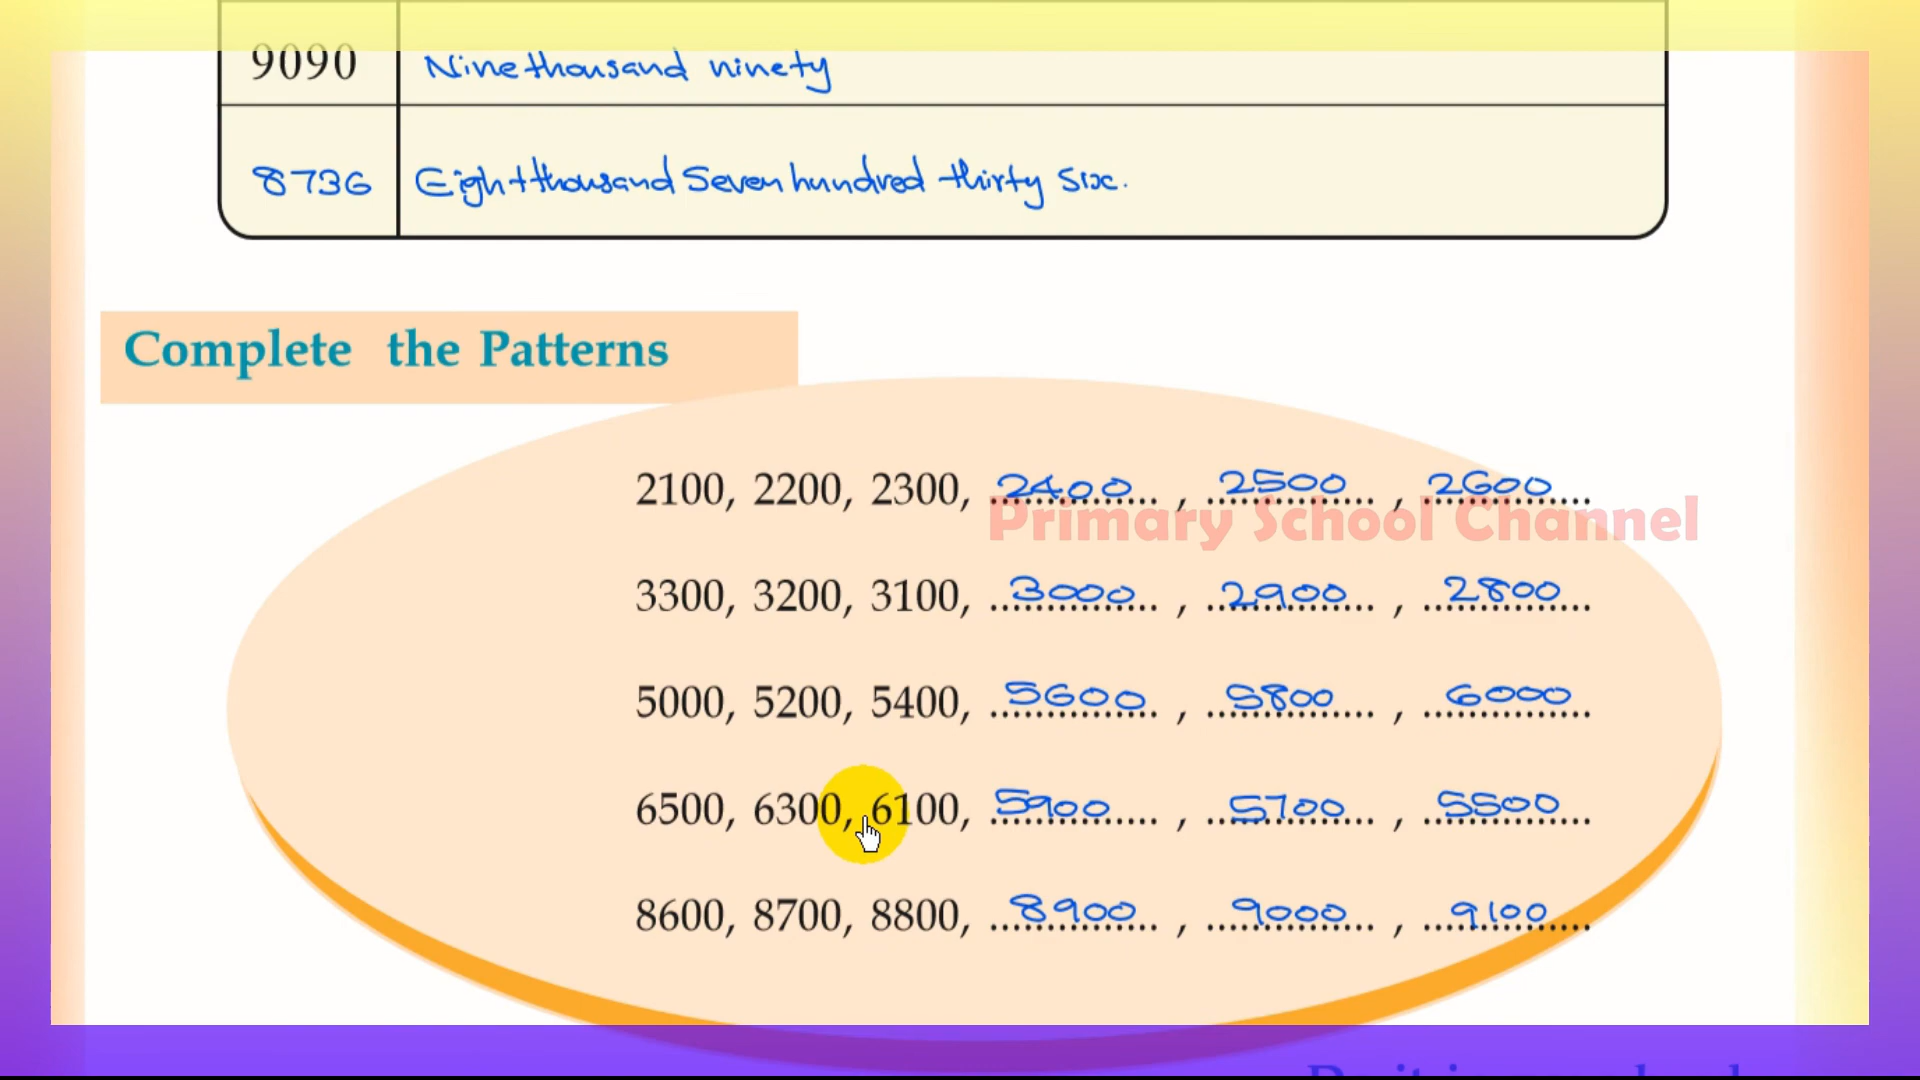 9090 Nine thousand ninety
8736 Eight thousand Seven hundred thirty six.
Complete the Patterns
2100, 2200, 2300, 2400 , 2500 , 2600
Primary School Channel
3300, 3200, 3100, 3000 , 2900 , 2800
5000, 5200, 5400, 5600 , 5800 , 6000
6500, 6300, 6100, 5900 , 5700 , 5500
8600, 8700, 8800, 8900 , 9000 , 9100